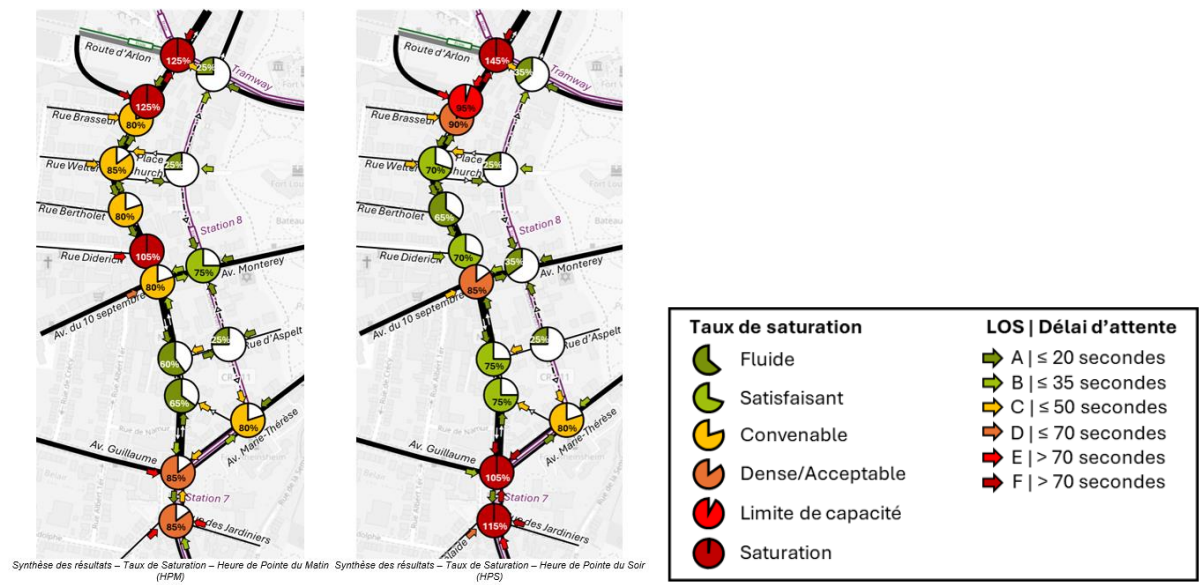 Route d'Arlon
125%
25%
Tramway
125%
Rue Brasseur
80%
Place
Rue Welter
85%
Church
25%
Rue Bertholet
80%
Station 8
Rue Diderich
105%
75%
Av. Monterey
80%
Av. du 10 septembre
25%
Rue d'Aspelt
60%
65%
80%
Av. Marie-Thérèse
Av. Guillaume
85%
Station 7
85%
Rue des Jardiniers
Synthèse des résultats – Taux de Saturation – Heure de Pointe du Matin
(HPM)
Route d'Arlon
145%
35%
Tramway
95%
Rue Brasseur
90%
Place
Rue Welter
70%
Church
25%
Rue Bertholet
65%
Station 8
Rue Diderich
70%
35%
Av. Monterey
85%
Av. du 10 septembre
25%
Rue d'Aspelt
75%
75%
80%
Av. Marie-Thérèse
Av. Guillaume
105%
Station 7
115%
Rue des Jardiniers
Synthèse des résultats – Taux de Saturation – Heure de Pointe du Soir
(HPS)
Taux de saturation
Fluide
Satisfaisant
Convenable
Dense/Acceptable
Limite de capacité
Saturation
LOS | Délai d'attente
A | ≤ 20 secondes
B | ≤ 35 secondes
C | ≤ 50 secondes
D | ≤ 70 secondes
E | > 70 secondes
F | > 70 secondes